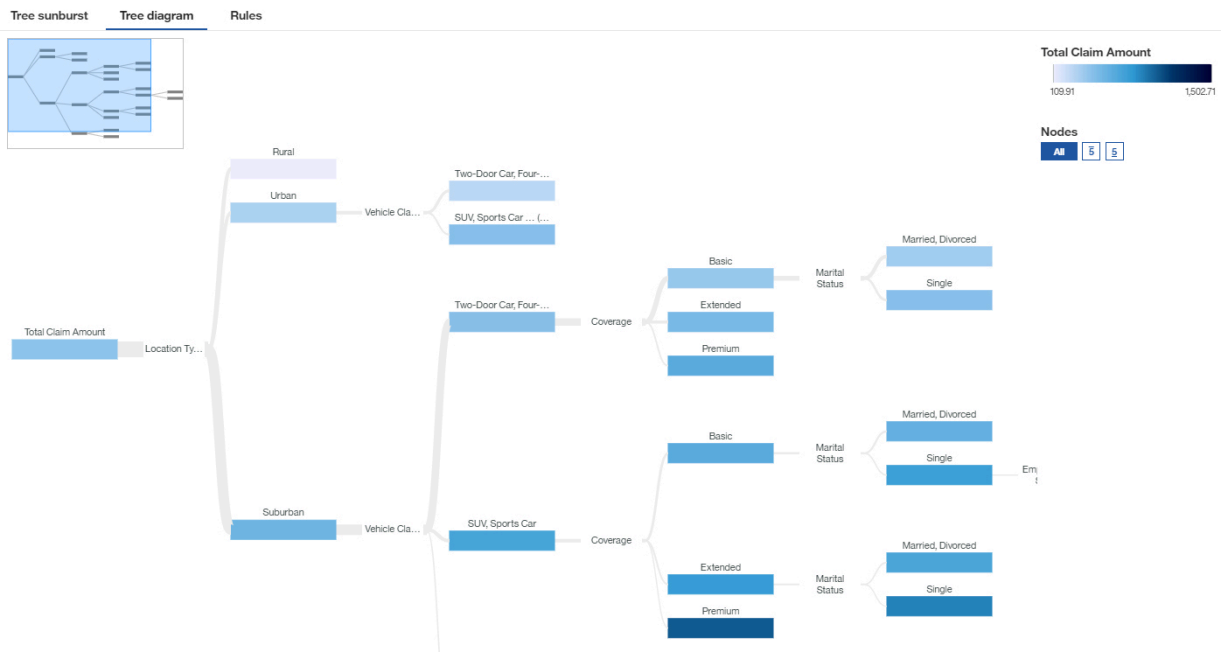 Tree sunburst
Tree diagram
Rules
Total Claim Amount
109.91
1,502.71
Nodes
All
5
5
Rural
Urban
Vehicle Cla...
Two-Door Car, Four-...
SUV, Sports Car ... (...
Total Claim Amount
Location Ty...
Suburban
Vehicle Cla...
Two-Door Car, Four-...
Coverage
Basic
Marital
Status
Married, Divorced
Single
Extended
Premium
SUV, Sports Car
Coverage
Basic
Marital
Status
Married, Divorced
Single
Extended
Marital
Status
Married, Divorced
Single
Premium